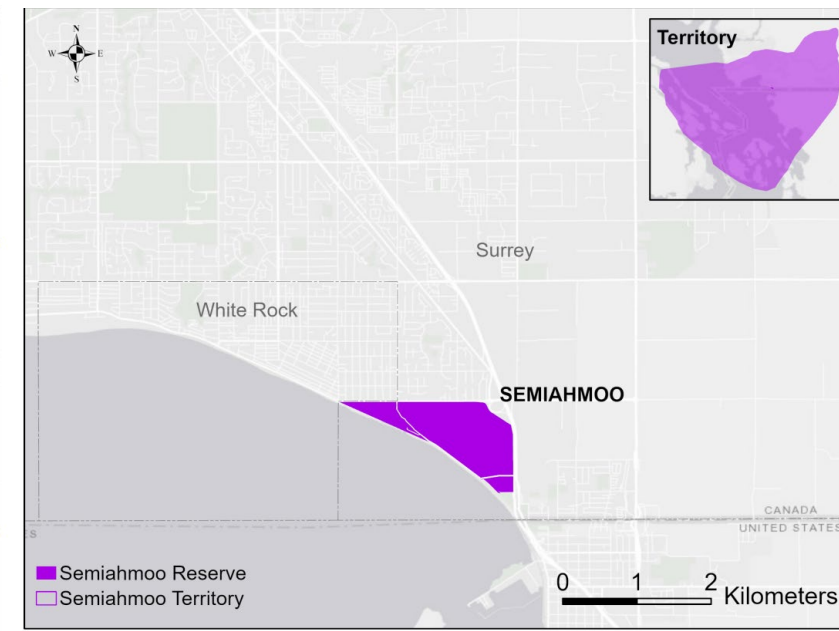 N
W E
S
Territory
Surrey
White Rock
SEMIAHMOO
CANADA
UNITED STATES
S
Semiahmoo Reserve
Semiahmoo Territory
0 1 2 Kilometers